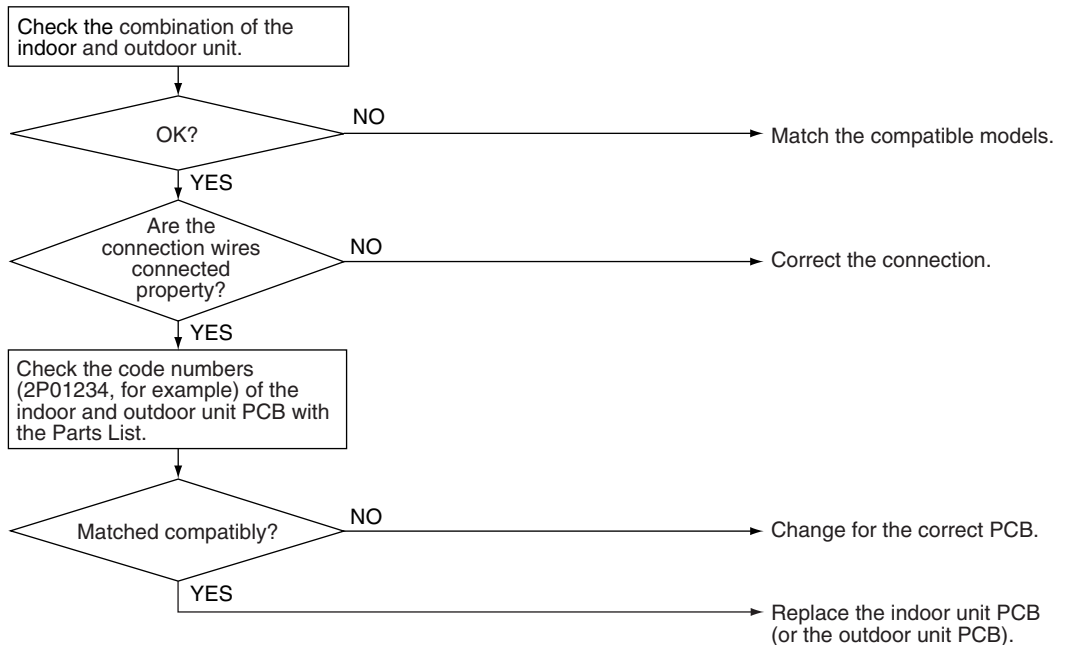 Check the combination of the
indoor and outdoor unit.
OK?
NO
Match the compatible models.
YES
Are the
connection wires
connected
property?
NO
Correct the connection.
YES
Check the code numbers
(2P01234, for example) of the
indoor and outdoor unit PCB with
the Parts List.
Matched compatibly?
NO
Change for the correct PCB.
YES
Replace the indoor unit PCB
(or the outdoor unit PCB).